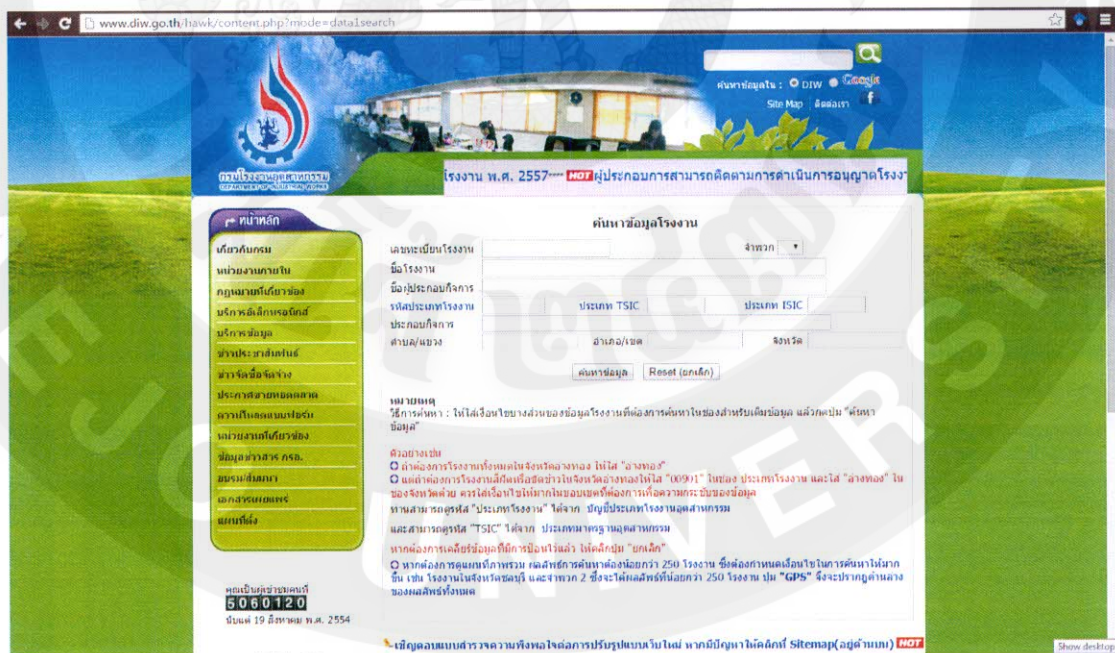 www.diw.go.th/hawk/content.php?mode=data1search
ค้นหาข้อมูลใน : DIW Google
Site Map ติดต่อเรา
กรมโรงงานอุตสาหกรรม
DEPARTMENT OF INDUSTRIAL WORKS
โรงงาน พ.ศ. 2557---- HOT ผู้ประกอบการสามารถติดตามการดำเนินการอนุญาตโรงงา
หน้าหลัก
เกี่ยวกับกรม
หน่วยงานภายใน
กฎหมายที่เกี่ยวข้อง
บริการอิเล็กทรอนิกส์
บริการข้อมูล
ข่าวประชาสัมพันธ์
ข่าวจัดซื้อจัดจ้าง
ประกาศขายทอดตลาด
ดาวน์โหลดแบบฟอร์ม
หน่วยงานที่เกี่ยวข้อง
ข้อมูลข่าวสาร กรอ.
อบรม/สัมมนา
เอกสารเผยแพร่
แผนที่ตั้ง
คุณเป็นผู้เข้าชมคนที่
5060120
นับแต่ 19 สิงหาคม พ.ศ. 2554
ค้นหาข้อมูลโรงงาน
เลขทะเบียนโรงงาน จำพวก
ชื่อโรงงาน
ชื่อผู้ประกอบกิจการ
รหัสประเภทโรงงาน ประเภท TSIC ประเภท ISIC
ประกอบกิจการ
ตำบล/แขวง อำเภอ/เขต จังหวัด
ค้นหาข้อมูล Reset (ยกเลิก)
หมายเหตุ
วิธีการค้นหา : ให้ใส่เงื่อนไขบางส่วนของข้อมูลโรงงานที่ต้องการค้นหาในช่องสำหรับเติมข้อมูล แล้วกดปุ่ม "ค้นหา
ข้อมูล"
ตัวอย่างเช่น
ถ้าต้องการโรงงานทั้งหมดในจังหวัดอ่างทอง ให้ใส่ "อ่างทอง"
แต่ถ้าต้องการโรงงานสีฝัดหรือขัดข้าวในจังหวัดอ่างทองให้ใส่ "00901" ในช่อง ประเภทโรงงาน และใส่ "อ่างทอง" ใน
ช่องจังหวัดด้วย ควรใส่เงื่อนไขให้มากในขอบเขตที่ต้องการเพื่อความกระชับของข้อมูล
ท่านสามารถดูรหัส "ประเภทโรงงาน" ได้จาก บัญชีประเภทโรงงานอุตสาหกรรม
และสามารถดูรหัส "TSIC" ได้จาก ประเภทมาตรฐานอุตสาหกรรม
หากต้องการเคลียร์ข้อมูลที่มีการป้อนไว้แล้ว ให้คลิกปุ่ม "ยกเลิก"
หากต้องการดูแผนที่ภาพรวม ผลลัพธ์การค้นหาต้องน้อยกว่า 250 โรงงาน ซึ่งต้องกำหนดเงื่อนไขในการค้นหาให้มาก
ขึ้น เช่น โรงงานในจังหวัดชลบุรี และจำพวก 2 ซึ่งจะได้ผลลัพธ์ที่น้อยกว่า 250 โรงงาน ปุ่ม "GPS" จึงจะปรากฎด้านล่าง
ของผลลัพธ์ทั้งหมด
เชิญตอบแบบสำรวจความพึงพอใจต่อการปรับรูปแบบเว็บใหม่ หากมีปัญหาให้คลิกที่ Sitemap(อยู่ด้านบน) HOT
Show desktop